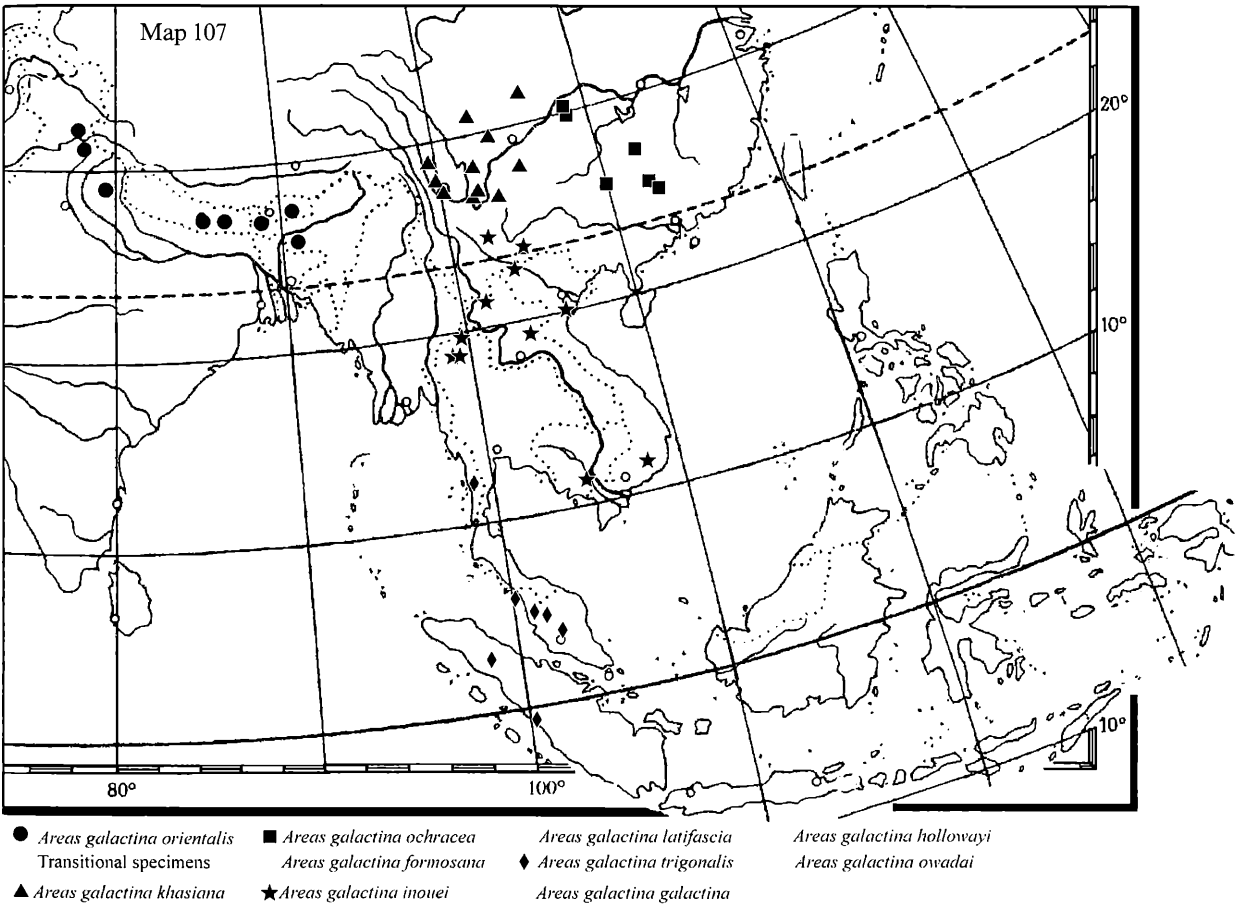 Map 107
20°
10°
10°
80°
100°
Areas galactina orientalis
Areas galactina ochracea
Areas galactina latifascia
Areas galactina hollowayi
Transitional specimens
Areas galactina formosana
Areas galactina trigonalis
Areas galactina owadai
Areas galactina khasiana
Areas galactina inouei
Areas galactina galactina